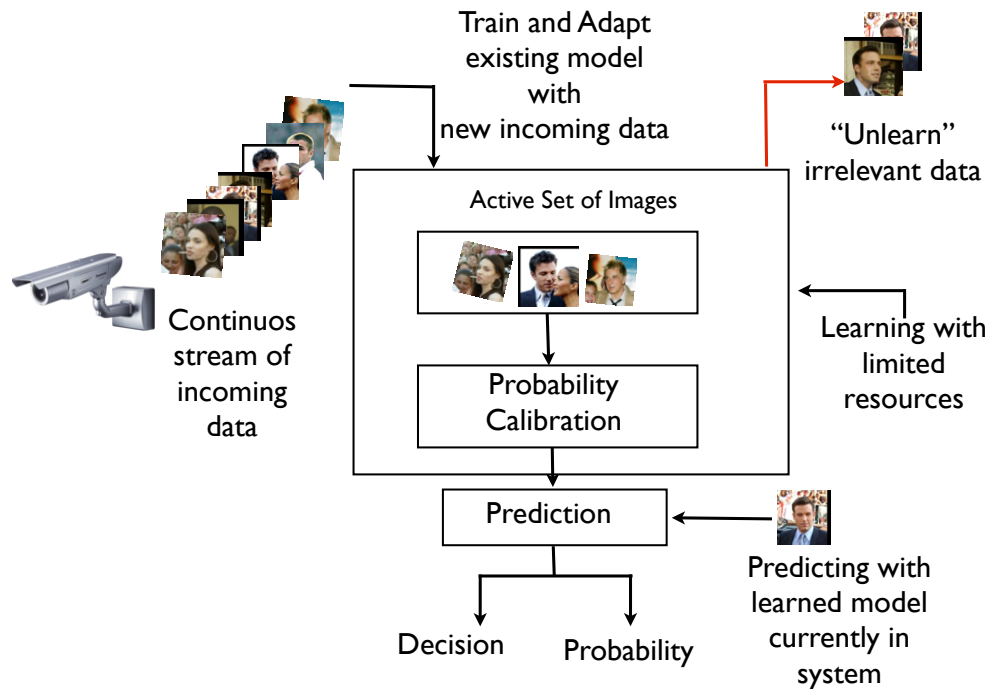 Train and Adapt
existing model
with
new incoming data
"Unlearn"
irrelevant data
Active Set of Images
Continuos
stream of
incoming
data
Learning with
limited
resources
Probability
Calibration
Prediction
Predicting with
learned model
currently in
system
Decision
Probability